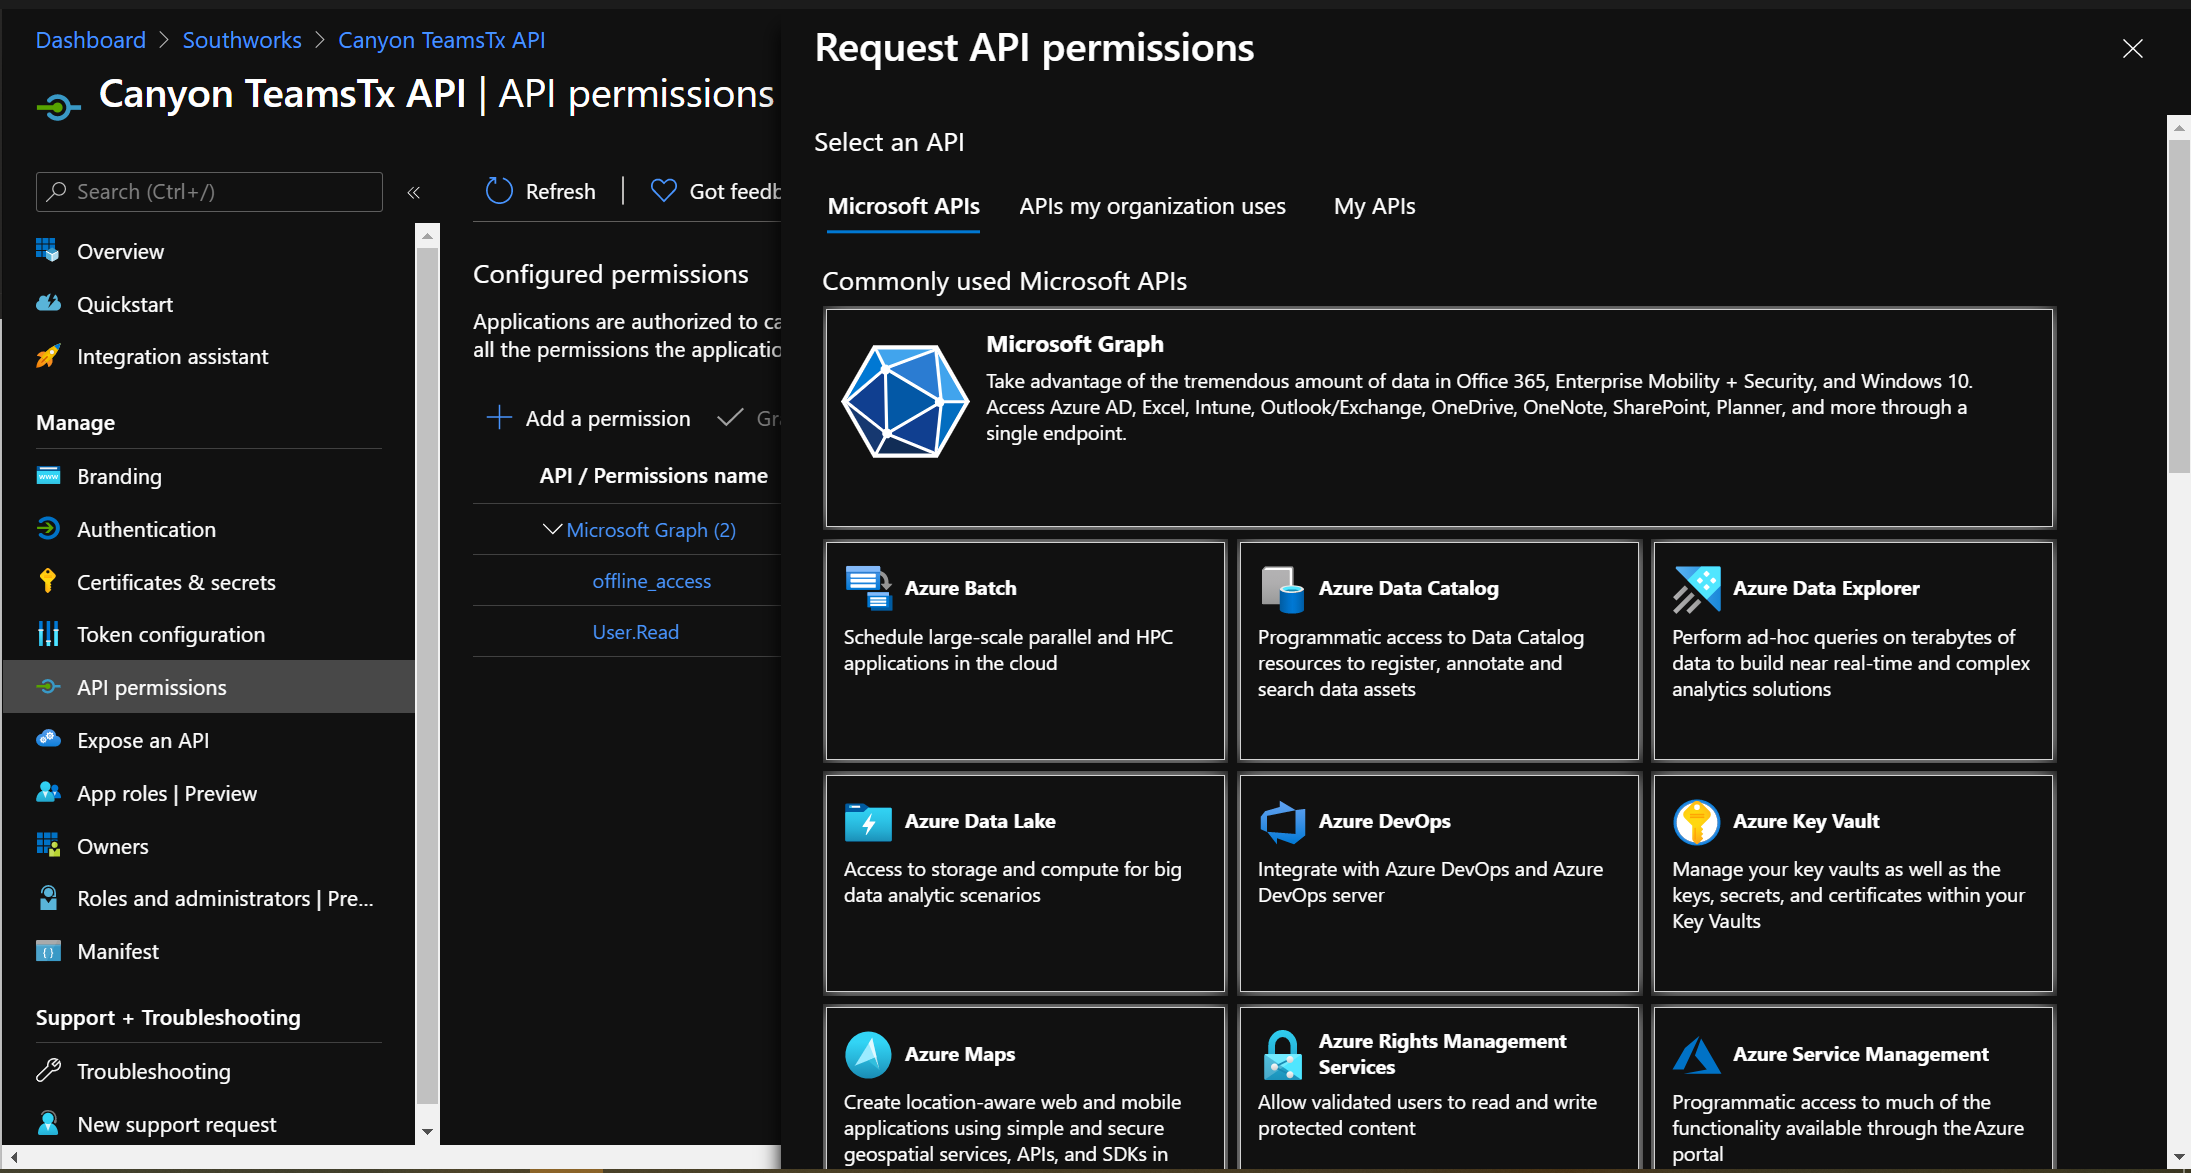 Dashboard > Southworks > Canyon TeamsTx API
Canyon TeamsTx API | API permissions
Search (Ctrl+/)
«
Overview
Quickstart
Integration assistant
Manage
Branding
Authentication
Certificates & secrets
Token configuration
API permissions
Expose an API
App roles | Preview
Owners
Roles and administrators | Pre...
Manifest
Support + Troubleshooting
Troubleshooting
New support request
Refresh | Got feedb
Configured permissions
Applications are authorized to ca
all the permissions the applicatio
Add a permission Gr
API / Permissions name
Microsoft Graph (2)
offline_access
User.Read
Request API permissions
Select an API
Microsoft APIs APIs my organization uses My APIs
Commonly used Microsoft APIs
Microsoft Graph
Take advantage of the tremendous amount of data in Office 365, Enterprise Mobility + Security, and Windows 10.
Access Azure AD, Excel, Intune, Outlook/Exchange, OneDrive, OneNote, SharePoint, Planner, and more through a
single endpoint.
Azure Batch
Schedule large-scale parallel and HPC
applications in the cloud
Azure Data Catalog
Programmatic access to Data Catalog
resources to register, annotate and
search data assets
Azure Data Explorer
Perform ad-hoc queries on terabytes of
data to build near real-time and complex
analytics solutions
Azure Data Lake
Access to storage and compute for big
data analytic scenarios
Azure DevOps
Integrate with Azure DevOps and Azure
DevOps server
Azure Key Vault
Manage your key vaults as well as the
keys, secrets, and certificates within your
Key Vaults
Azure Maps
Create location-aware web and mobile
applications using simple and secure
geospatial services, APIs, and SDKs in
Azure Rights Management
Services
Allow validated users to read and write
protected content
Azure Service Management
Programmatic access to much of the
functionality available through the Azure
portal